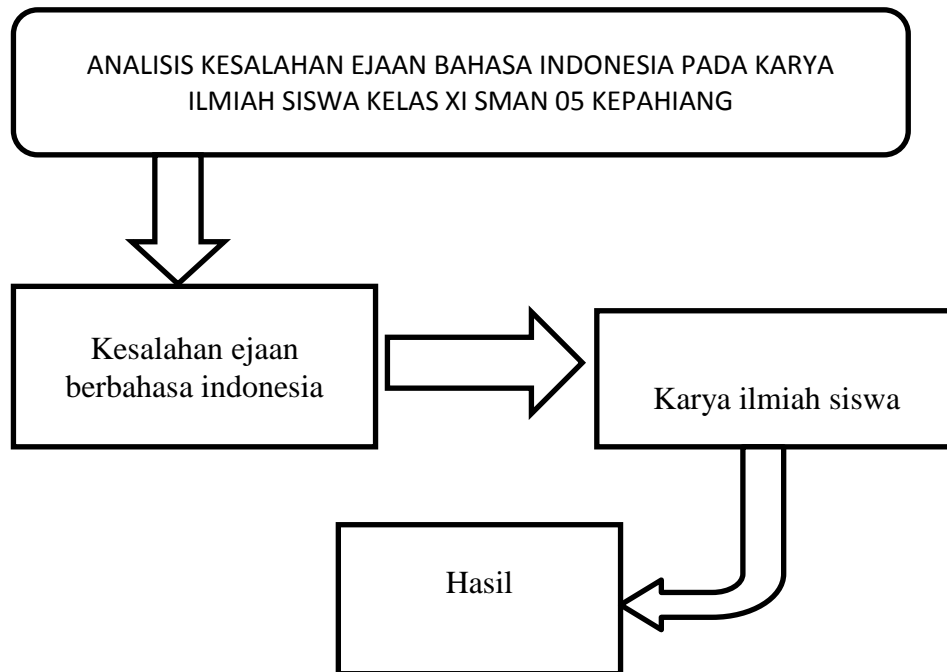 ANALISIS KESALAHAN EJAAN BAHASA INDONESIA PADA KARYA
ILMIAH SISWA KELAS XI SMAN 05 KEPAHIANG
Kesalahan ejaan
berbahasa indonesia
Karya ilmiah siswa
Hasil